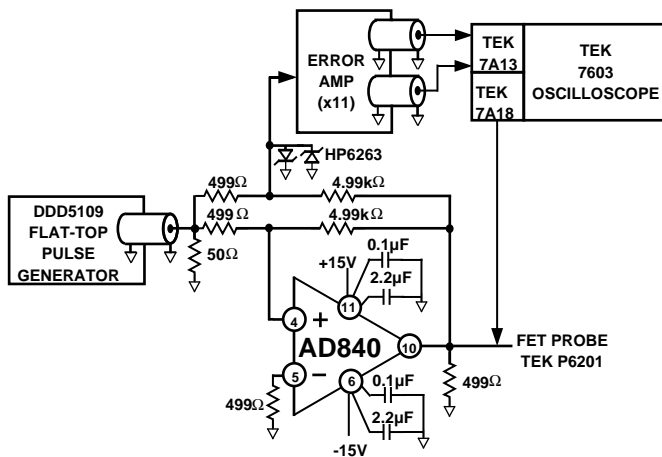 ERROR
AMP
(x11)
TEK
7A13
TEK
7A18
TEK
7603
OSCILLOSCOPE
HP6263
499Ω
4.99kΩ
DDD5109
FLAT-TOP
PULSE
GENERATOR
499Ω
4.99kΩ
50Ω
+15V
0.1µF
2.2µF
11
4
+
AD840
10
5
–
6
FET PROBE
TEK P6201
499Ω
0.1µF
499Ω
2.2µF
-15V